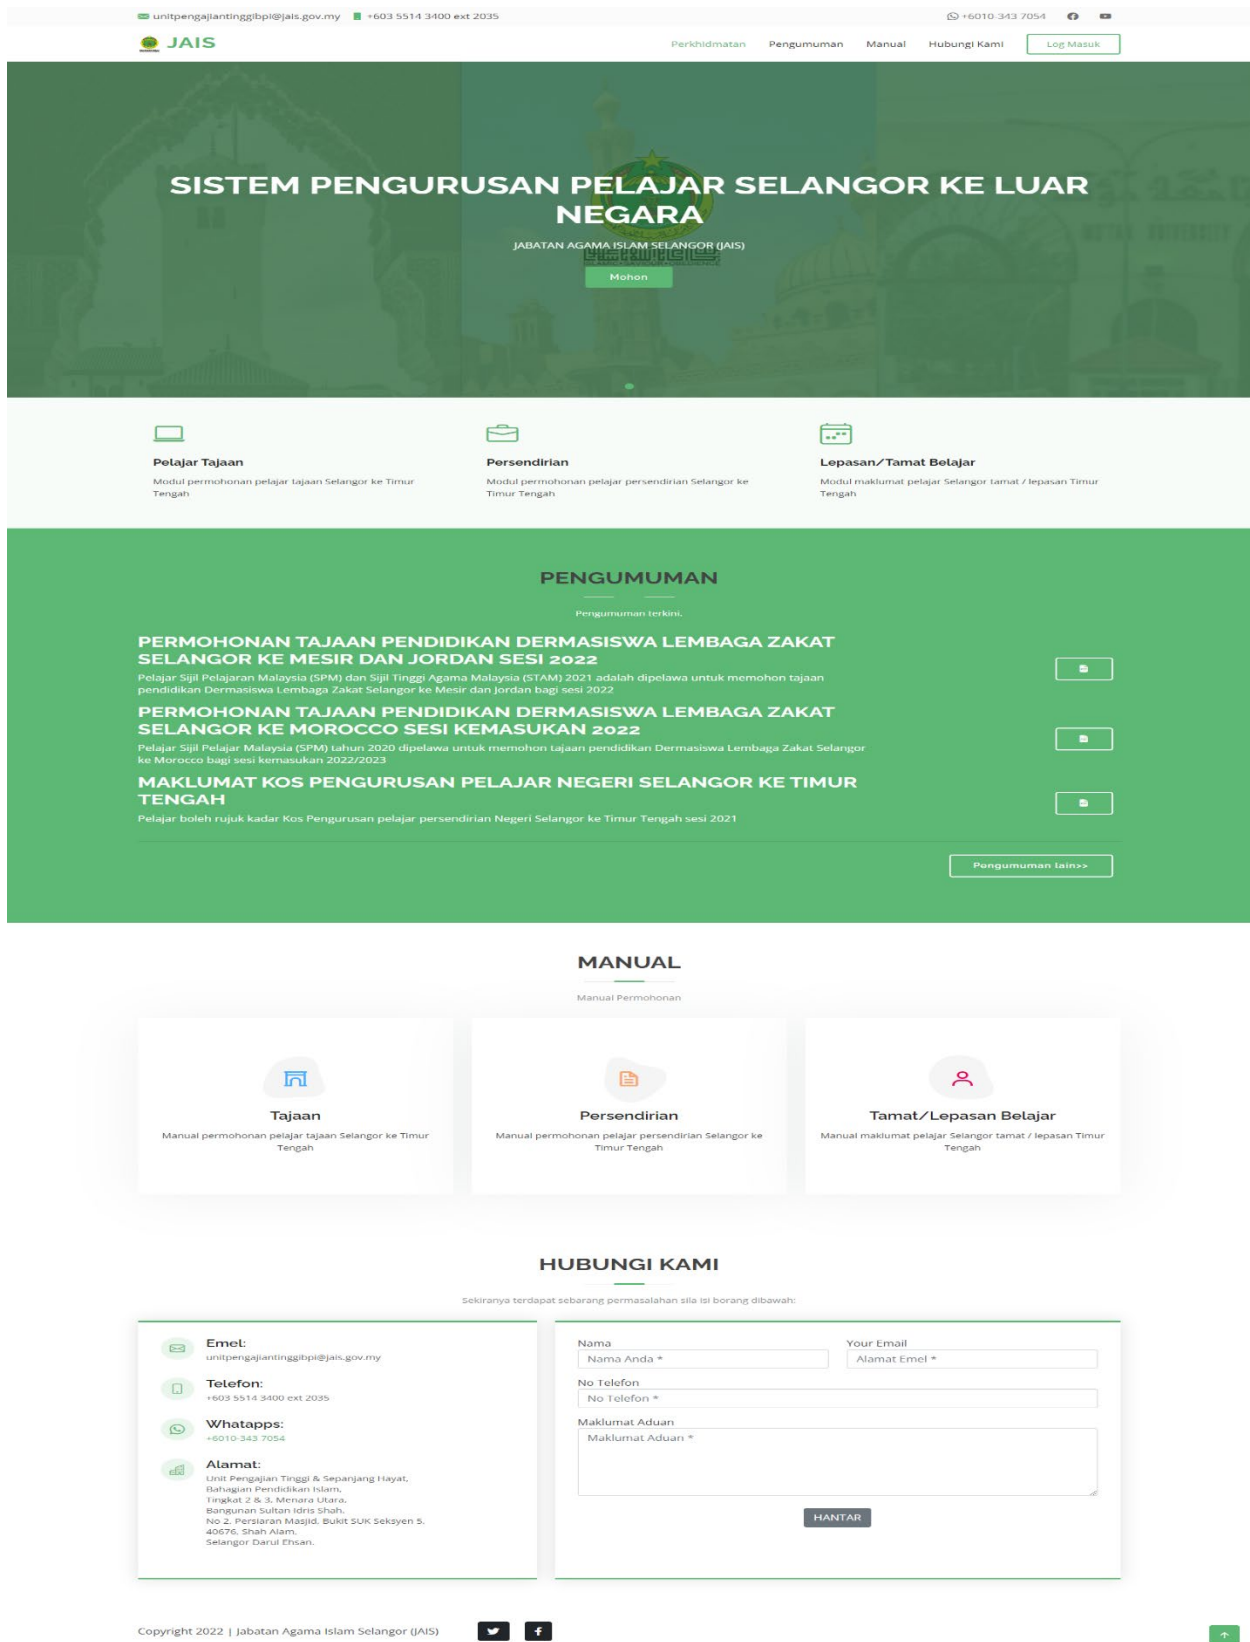 unitpengajiantinggibpi@jais.gov.my +603 5514 3400 ext 2035 +6010-343 7054
JAIS Perkhidmatan Pengumuman Manual Hubungi Kami Log Masuk
SISTEM PENGURUSAN PELAJAR SELANGOR KE LUAR
NEGARA
JABATAN AGAMA ISLAM SELANGOR (JAIS)
Mohon
Pelajar Tajaan
Modul permohonan pelajar tajaan Selangor ke Timur
Tengah
Persendirian
Modul permohonan pelajar persendirian Selangor ke
Timur Tengah
Lepasan/Tamat Belajar
Modul maklumat pelajar Selangor tamat / lepasan Timur
Tengah
PENGUMUMAN
Pengumuman terkini.
PERMOHONAN TAJAAN PENDIDIKAN DERMASISWA LEMBAGA ZAKAT
SELANGOR KE MESIR DAN JORDAN SESI 2022
Pelajar Sijil Pelajaran Malaysia (SPM) dan Sijil Tinggi Agama Malaysia (STAM) 2021 adalah dipelawa untuk memohon tajaan
pendidikan Dermasiswa Lembaga Zakat Selangor ke Mesir dan Jordan bagi sesi 2022
PERMOHONAN TAJAAN PENDIDIKAN DERMASISWA LEMBAGA ZAKAT
SELANGOR KE MOROCCO SESI KEMASUKAN 2022
Pelajar Sijil Pelajar Malaysia (SPM) tahun 2020 dipelawa untuk memohon tajaan pendidikan Dermasiswa Lembaga Zakat Selangor
ke Morocco bagi sesi kemasukan 2022/2023
MAKLUMAT KOS PENGURUSAN PELAJAR NEGERI SELANGOR KE TIMUR
TENGAH
Pelajar boleh rujuk kadar Kos Pengurusan pelajar persendirian Negeri Selangor ke Timur Tengah sesi 2021
Pengumuman lain>>
MANUAL
Manual Permohonan
Tajaan
Manual permohonan pelajar tajaan Selangor ke Timur
Tengah
Persendirian
Manual permohonan pelajar persendirian Selangor ke
Timur Tengah
Tamat/Lepasan Belajar
Manual maklumat pelajar Selangor tamat / lepasan Timur
Tengah
HUBUNGI KAMI
Sekiranya terdapat sebarang permasalahan sila isi borang dibawah:
Emel:
unitpengajiantinggibpi@jais.gov.my
Telefon:
+603 5514 3400 ext 2035
Whatapps:
+6010-343 7054
Alamat:
Unit Pengajian Tinggi & Sepanjang Hayat,
Bahagian Pendidikan Islam,
Tingkat 2 & 3, Menara Utara,
Bangunan Sultan Idris Shah,
No 2, Persiaran Masjid, Bukit SUK Seksyen 5,
40676, Shah Alam,
Selangor Darul Ehsan.
Nama Your Email
Nama Anda * Alamat Emel *
No Telefon
No Telefon *
Maklumat Aduan
Maklumat Aduan *
HANTAR
Copyright 2022 | Jabatan Agama Islam Selangor (JAIS)